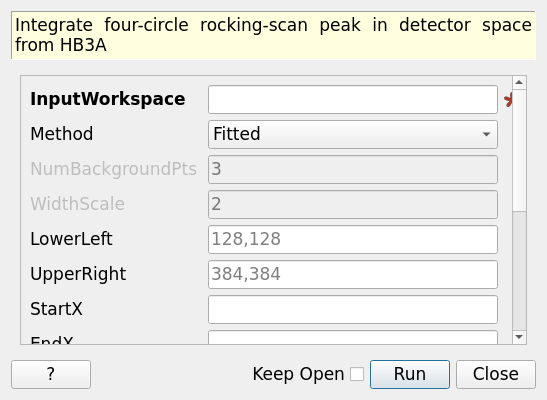 Integrate four-circle rocking-scan peak in detector space
from HB3A
InputWorkspace
Method Fitted
NumBackgroundPts 3
WidthScale 2
LowerLeft 128,128
UpperRight 384,384
StartX
EndX
? Keep Open Run Close